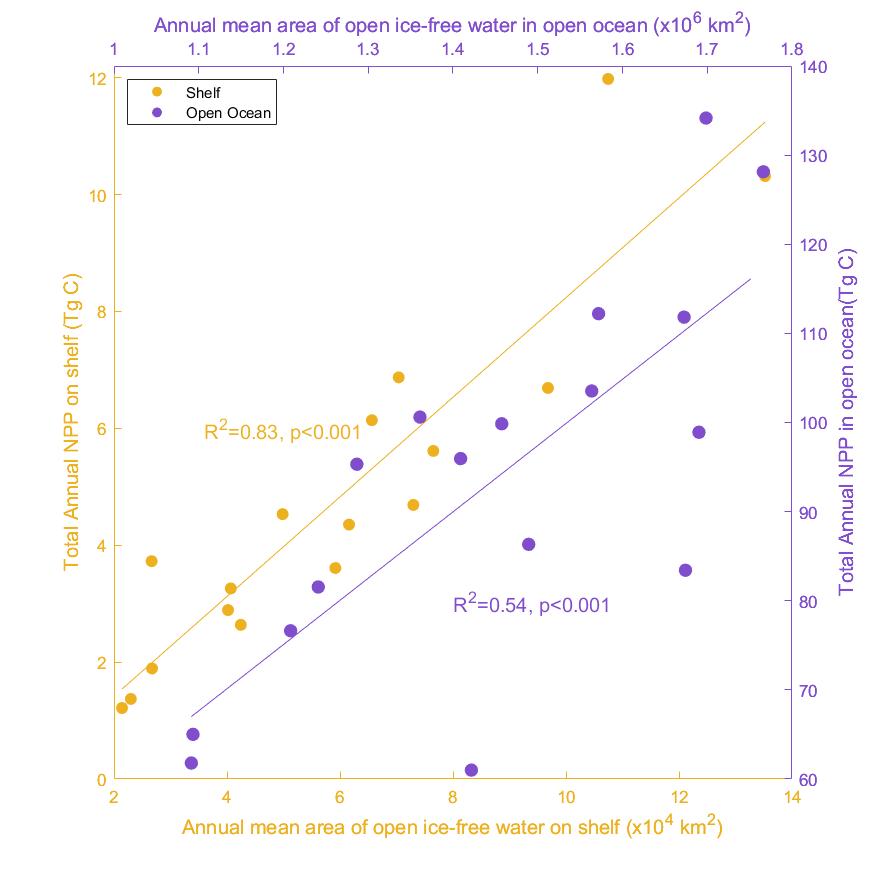 Annual mean area of open ice-free water in open ocean (x10^6 km^2)
1 1.1 1.2 1.3 1.4 1.5 1.6 1.7 1.8
Shelf
Open Ocean
12
10
8
6
4
2
0
Total Annual NPP on shelf (Tg C)
R^2=0.83, p<0.001
R^2=0.54, p<0.001
140
130
120
110
100
90
80
70
60
Total Annual NPP in open ocean(Tg C)
2 4 6 8 10 12 14
Annual mean area of open ice-free water on shelf (x10^4 km^2)